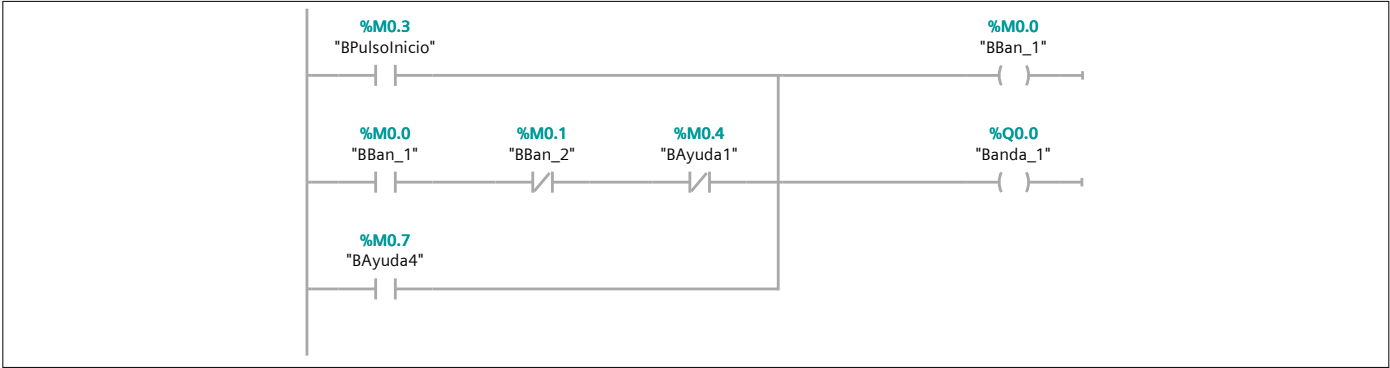 %M0.3
"BPulsoInicio"
%M0.0
"BBan_1"
%M0.0
"BBan_1"
%M0.1
"BBan_2"
%M0.4
"BAyuda1"
%Q0.0
"Banda_1"
%M0.7
"BAyuda4"